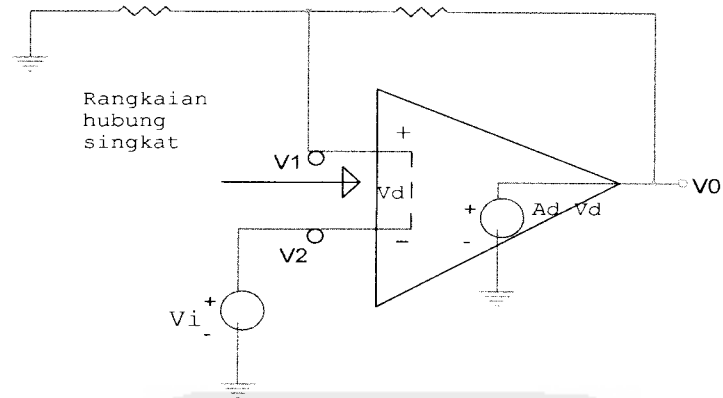 Rangkaian
hubung
singkat
+
V1
Vd
+
Ad Vd
V0
-
-
V2
+
Vi
-